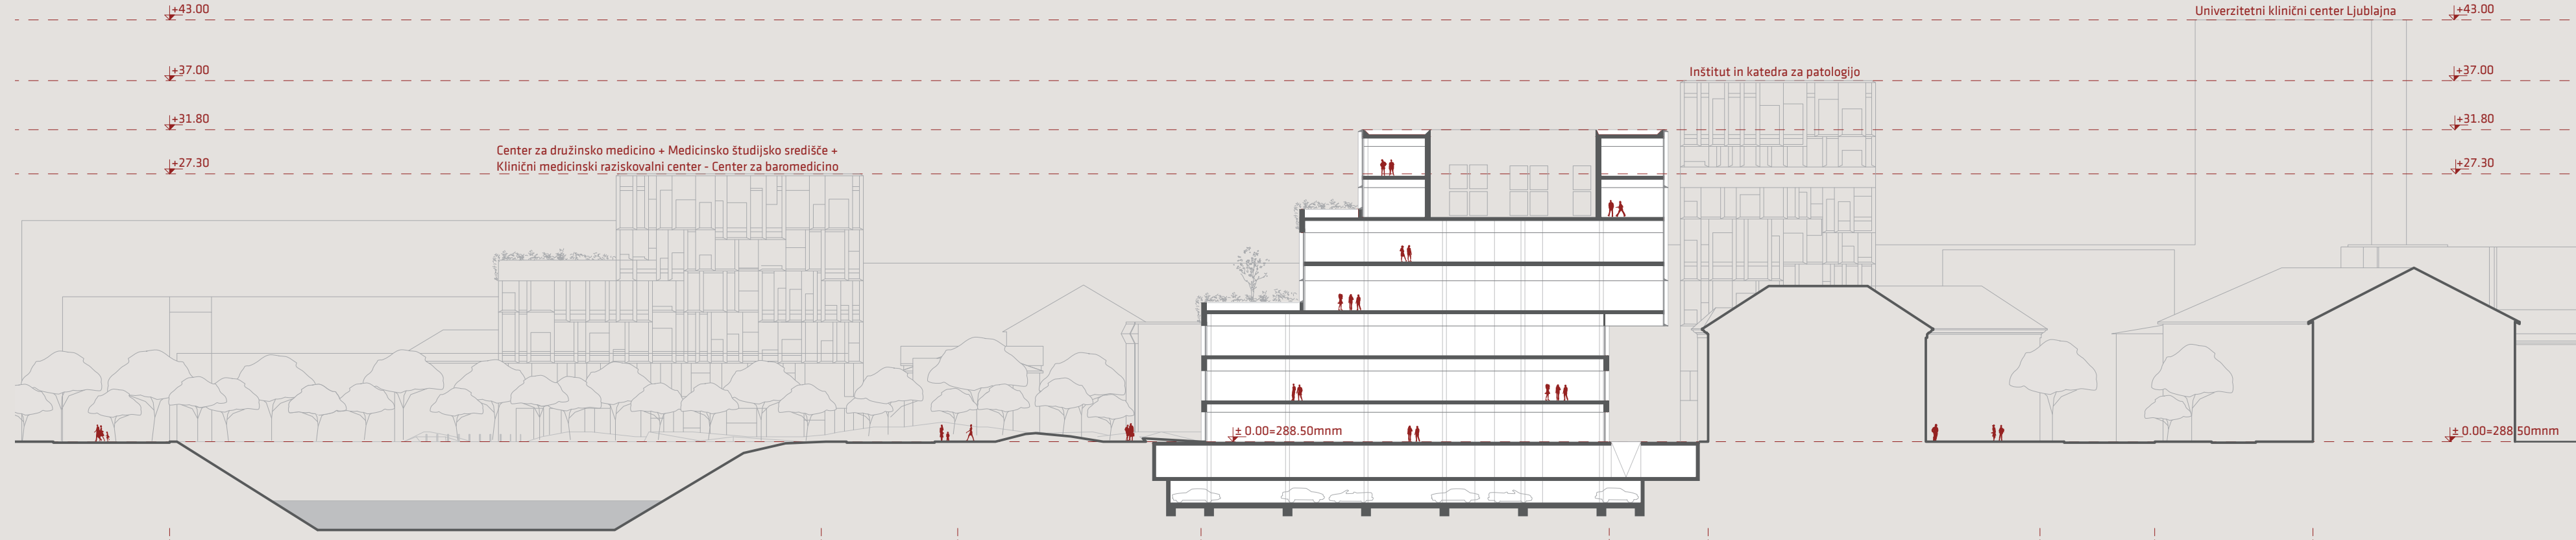 +43.00
Univerzitetni klinični center Ljublajna
+43.00
+37.00
Inštitut in katedra za patologijo
+37.00
+31.80
+31.80
Center za družinsko medicino + Medicinsko študijsko središče +
Klinični medicinski raziskovalni center - Center za baromedicino
+27.30
+27.30
± 0.00=288.50mnm
± 0.00=288.50mnm